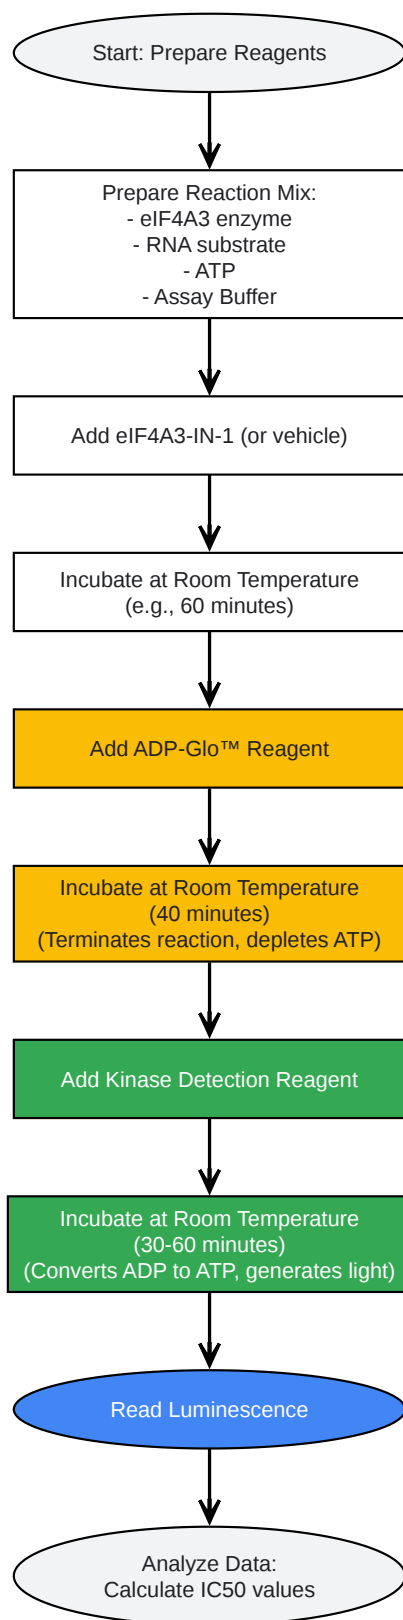 Start: Prepare Reagents
Prepare Reaction Mix:
- eIF4A3 enzyme
- RNA substrate
- ATP
- Assay Buffer
Add eIF4A3-IN-1 (or vehicle)
Incubate at Room Temperature
(e.g., 60 minutes)
Add ADP-Glo™ Reagent
Incubate at Room Temperature
(40 minutes)
(Terminates reaction, depletes ATP)
Add Kinase Detection Reagent
Incubate at Room Temperature
(30-60 minutes)
(Converts ADP to ATP, generates light)
Read Luminescence
Analyze Data:
Calculate IC50 values